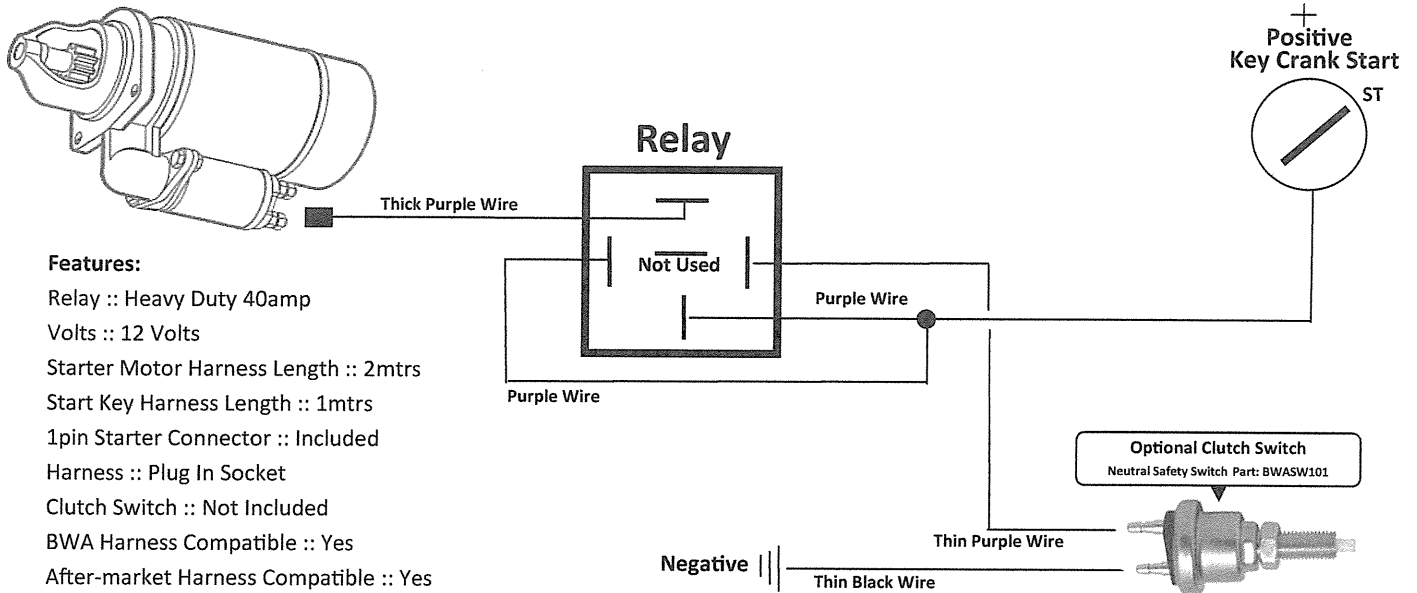 +
Positive
Key Crank Start
ST
Relay
Thick Purple Wire
Not Used
Purple Wire
Purple Wire
Features:
Relay :: Heavy Duty 40amp
Volts :: 12 Volts
Starter Motor Harness Length :: 2mtrs
Start Key Harness Length :: 1mtrs
1pin Starter Connector :: Included
Harness :: Plug In Socket
Clutch Switch :: Not Included
BWA Harness Compatible :: Yes
After-market Harness Compatible :: Yes
Optional Clutch Switch
Neutral Safety Switch Part: BWASW101
Thin Purple Wire
Negative
Thin Black Wire